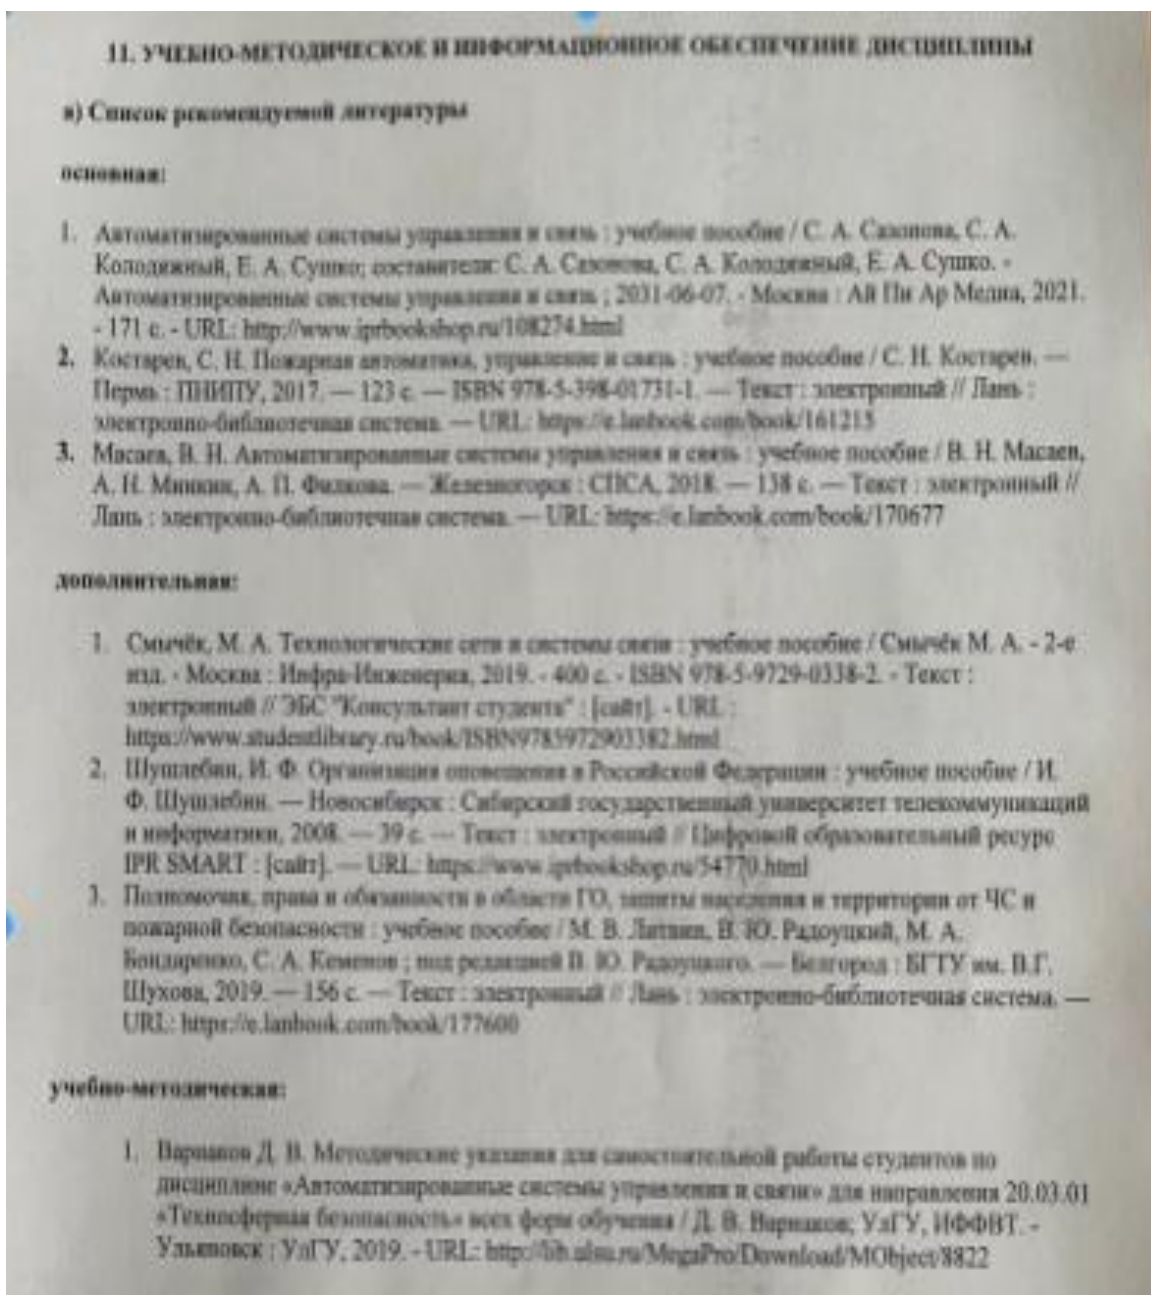 11. УЧЕБНО-МЕТОДИЧЕСКОЕ И ИНФОРМАЦИОННОЕ ОБЕСПЕЧЕНИЕ ДИСЦИПЛИНЫ
а) Список рекомендуемой литературы
основная:
1. Автоматизированные системы управления и связь : учебное пособие / С. А. Сазонова, С. А.
Колодяжный, Е. А. Сушко; составители: С. А. Сазонова, С. А. Колодяжный, Е. А. Сушко. -
Автоматизированные системы управления и связь ; 2031-06-07. - Москва : Ай Пи Ар Медиа, 2021.
- 171 с. - URL: http://www.iprbookshop.ru/108274.html
2. Костарев, С. Н. Пожарная автоматика, управление и связь : учебное пособие / С. Н. Костарев. —
Пермь : ПНИПУ, 2017. — 123 с. — ISBN 978-5-398-01731-1. — Текст : электронный // Лань :
электронно-библиотечная система. — URL: https://e.lanbook.com/book/161215
3. Масаев, В. Н. Автоматизированные системы управления и связь : учебное пособие / В. Н. Масаев,
А. Н. Минкин, А. П. Филкова. — Железногорск : СПСА, 2018. — 138 с. — Текст : электронный //
Лань : электронно-библиотечная система. — URL: https://e.lanbook.com/book/170677
дополнительная:
1. Смычёк, М. А. Технологические сети и системы связи : учебное пособие / Смычёк М. А. - 2-е
изд. - Москва : Инфра-Инженерия, 2019. - 400 с. - ISBN 978-5-9729-0338-2. - Текст :
электронный // ЭБС "Консультант студента" : [сайт]. - URL :
https://www.studentlibrary.ru/book/ISBN9785972903382.html
2. Шушлебин, И. Ф. Организация оповещения в Российской Федерации : учебное пособие / И.
Ф. Шушлебин. — Новосибирск : Сибирский государственный университет телекоммуникаций
и информатики, 2008. — 39 с. — Текст : электронный // Цифровой образовательный ресурс
IPR SMART : [сайт]. — URL: https://www.iprbookshop.ru/54770.html
3. Полномочия, права и обязанности в области ГО, защиты населения и территории от ЧС и
пожарной безопасности : учебное пособие / М. В. Литвин, В. Ю. Радоуцкий, М. А.
Бондаренко, С. А. Кеменов ; под редакцией В. Ю. Радоуцкого. — Белгород : БГТУ им. В.Г.
Шухова, 2019. — 156 с. — Текст : электронный // Лань : электронно-библиотечная система. —
URL: https://e.lanbook.com/book/177600
учебно-методическая:
1. Варнаков Д. В. Методические указания для самостоятельной работы студентов по
дисциплине «Автоматизированные системы управления и связи» для направления 20.03.01
«Техносферная безопасность» всех форм обучения / Д. В. Варнаков; УлГУ, ИФФВТ. -
Ульяновск : УлГУ, 2019. - URL: http://lib.ulsu.ru/MegaPro/Download/MObject/8822